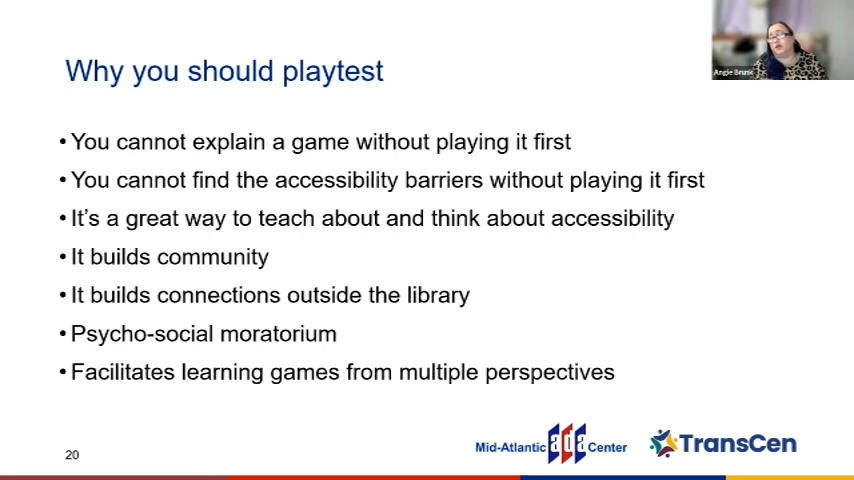 Why you should playtest
Angie Brunk
• You cannot explain a game without playing it first
• You cannot find the accessibility barriers without playing it first
• It's a great way to teach about and think about accessibility
• It builds community
• It builds connections outside the library
• Psycho-social moratorium
• Facilitates learning games from multiple perspectives
20
Mid-Atlantic ada Center
TransCen